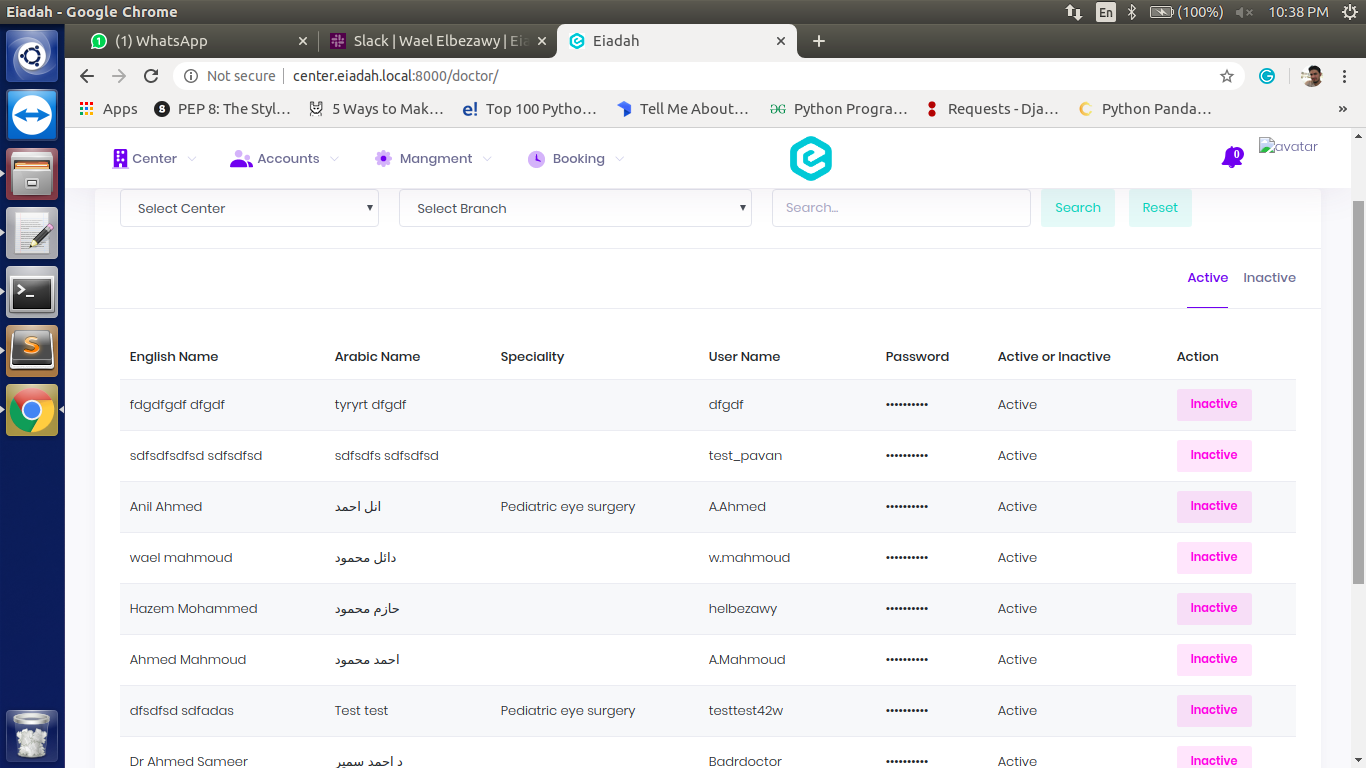 Eiadah - Google Chrome
En (100%) 10:38 PM
(1) WhatsApp
Slack | Wael Elbezawy | Eia
Eiadah
Not secure center.eiadah.local:8000/doctor/
Apps
8 PEP 8: The Styl...
5 Ways to Mak...
e! Top 100 Pytho...
Tell Me About...
Python Progra...
Requests - Dja...
Python Panda...
»
Center Accounts Mangment Booking 0 avatar
Select Center Select Branch Search... Search Reset
Active Inactive
English Name Arabic Name Speciality User Name Password Active or Inactive Action
fdgdfgdf dfgdf tyryrt dfgdf dfgdf •••••••••• Active Inactive
sdfsdfsdfsd sdfsdfsd sdfsdfs sdfsdfsd test_pavan •••••••••• Active Inactive
Anil Ahmed انل احمد Pediatric eye surgery A.Ahmed •••••••••• Active Inactive
wael mahmoud دائل محمود w.mahmoud •••••••••• Active Inactive
Hazem Mohammed حازم محمود helbezawy •••••••••• Active Inactive
Ahmed Mahmoud احمد محمود A.Mahmoud •••••••••• Active Inactive
dfsdfsd sdfadas Test test Pediatric eye surgery testtest42w •••••••••• Active Inactive
Dr Ahmed Sameer د احمد سمير Badrdoctor •••••••••• Active Inactive